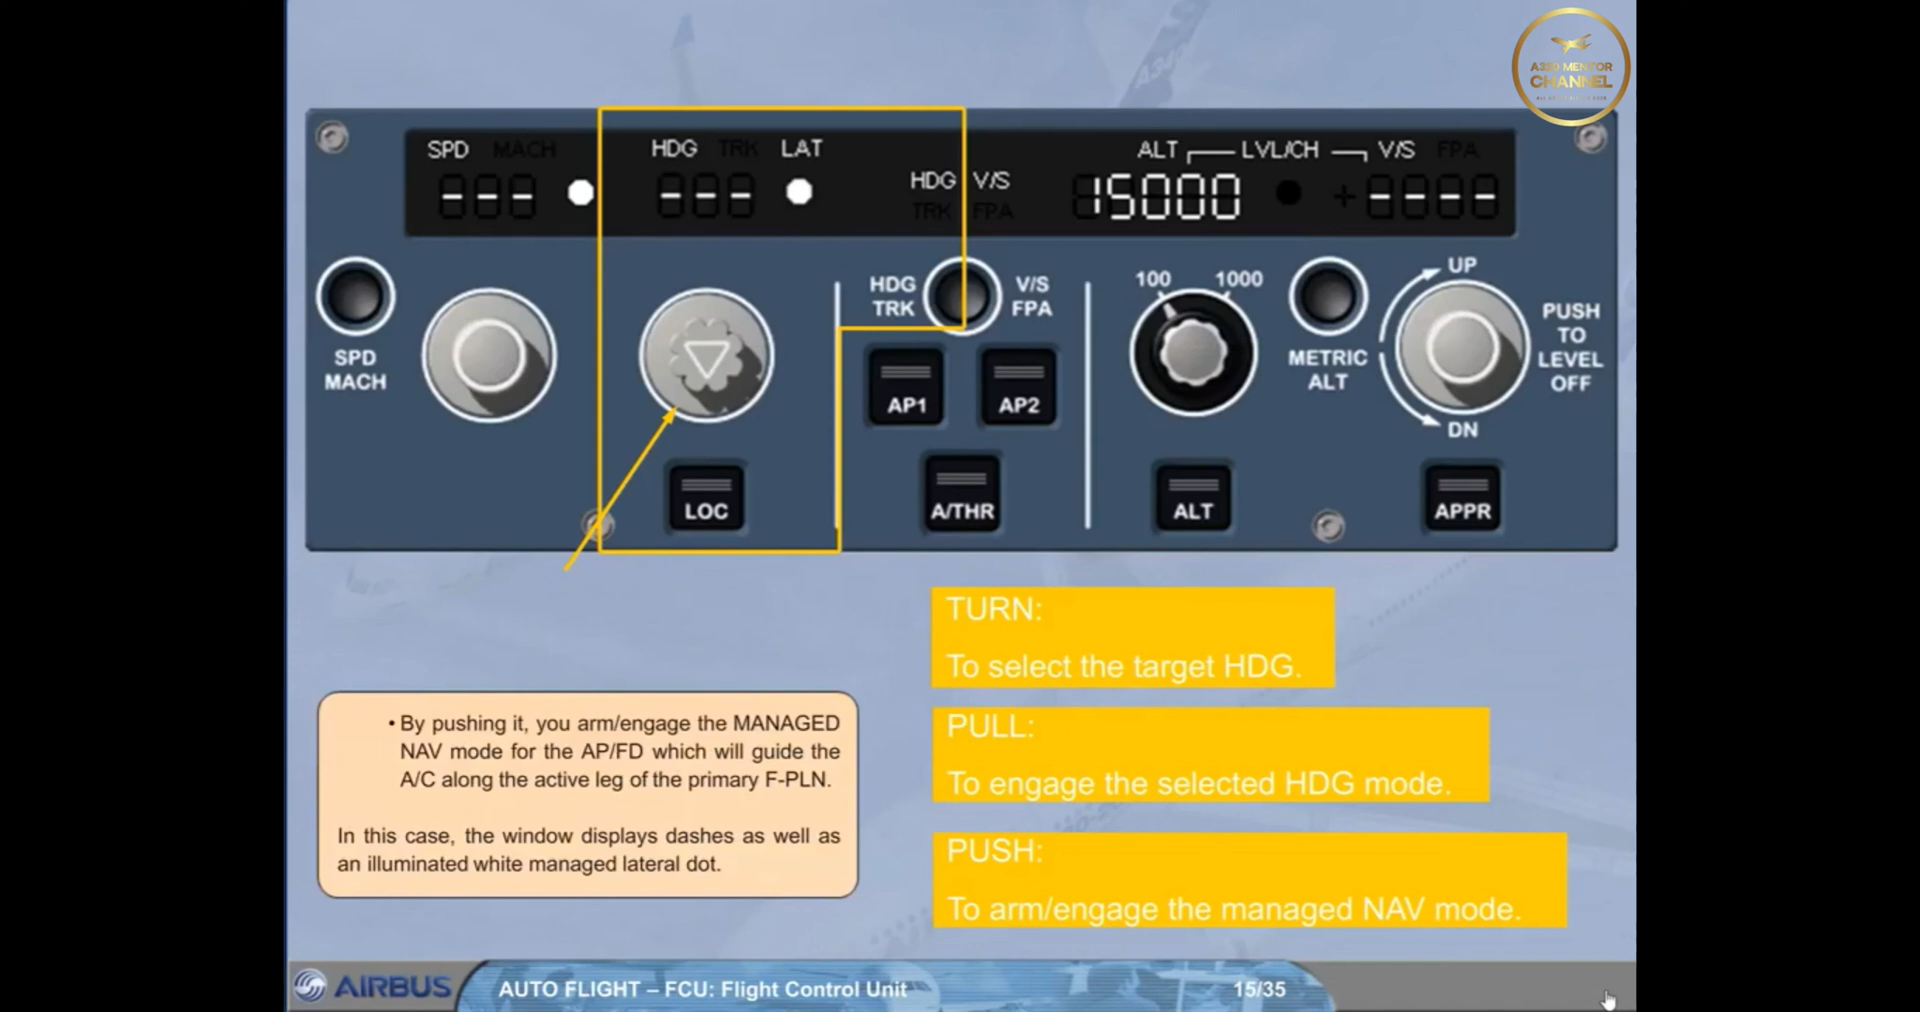 A320 MENTOR
CHANNEL
SPD MACH HDG TRK LAT
ALT LVL/CH V/S FPA
--- --- HDG V/S 15000 + ----
TRK FPA
SPD
MACH
HDG
TRK
V/S
FPA
100 1000
METRIC
ALT
UP
DN
PUSH
TO
LEVEL
OFF
AP1 AP2
LOC A/THR ALT APPR
TURN:
To select the target HDG.
PULL:
To engage the selected HDG mode.
PUSH:
To arm/engage the managed NAV mode.
• By pushing it, you arm/engage the MANAGED
NAV mode for the AP/FD which will guide the
A/C along the active leg of the primary F-PLN.
In this case, the window displays dashes as well as
an illuminated white managed lateral dot.
AIRBUS AUTO FLIGHT – FCU: Flight Control Unit 15/35